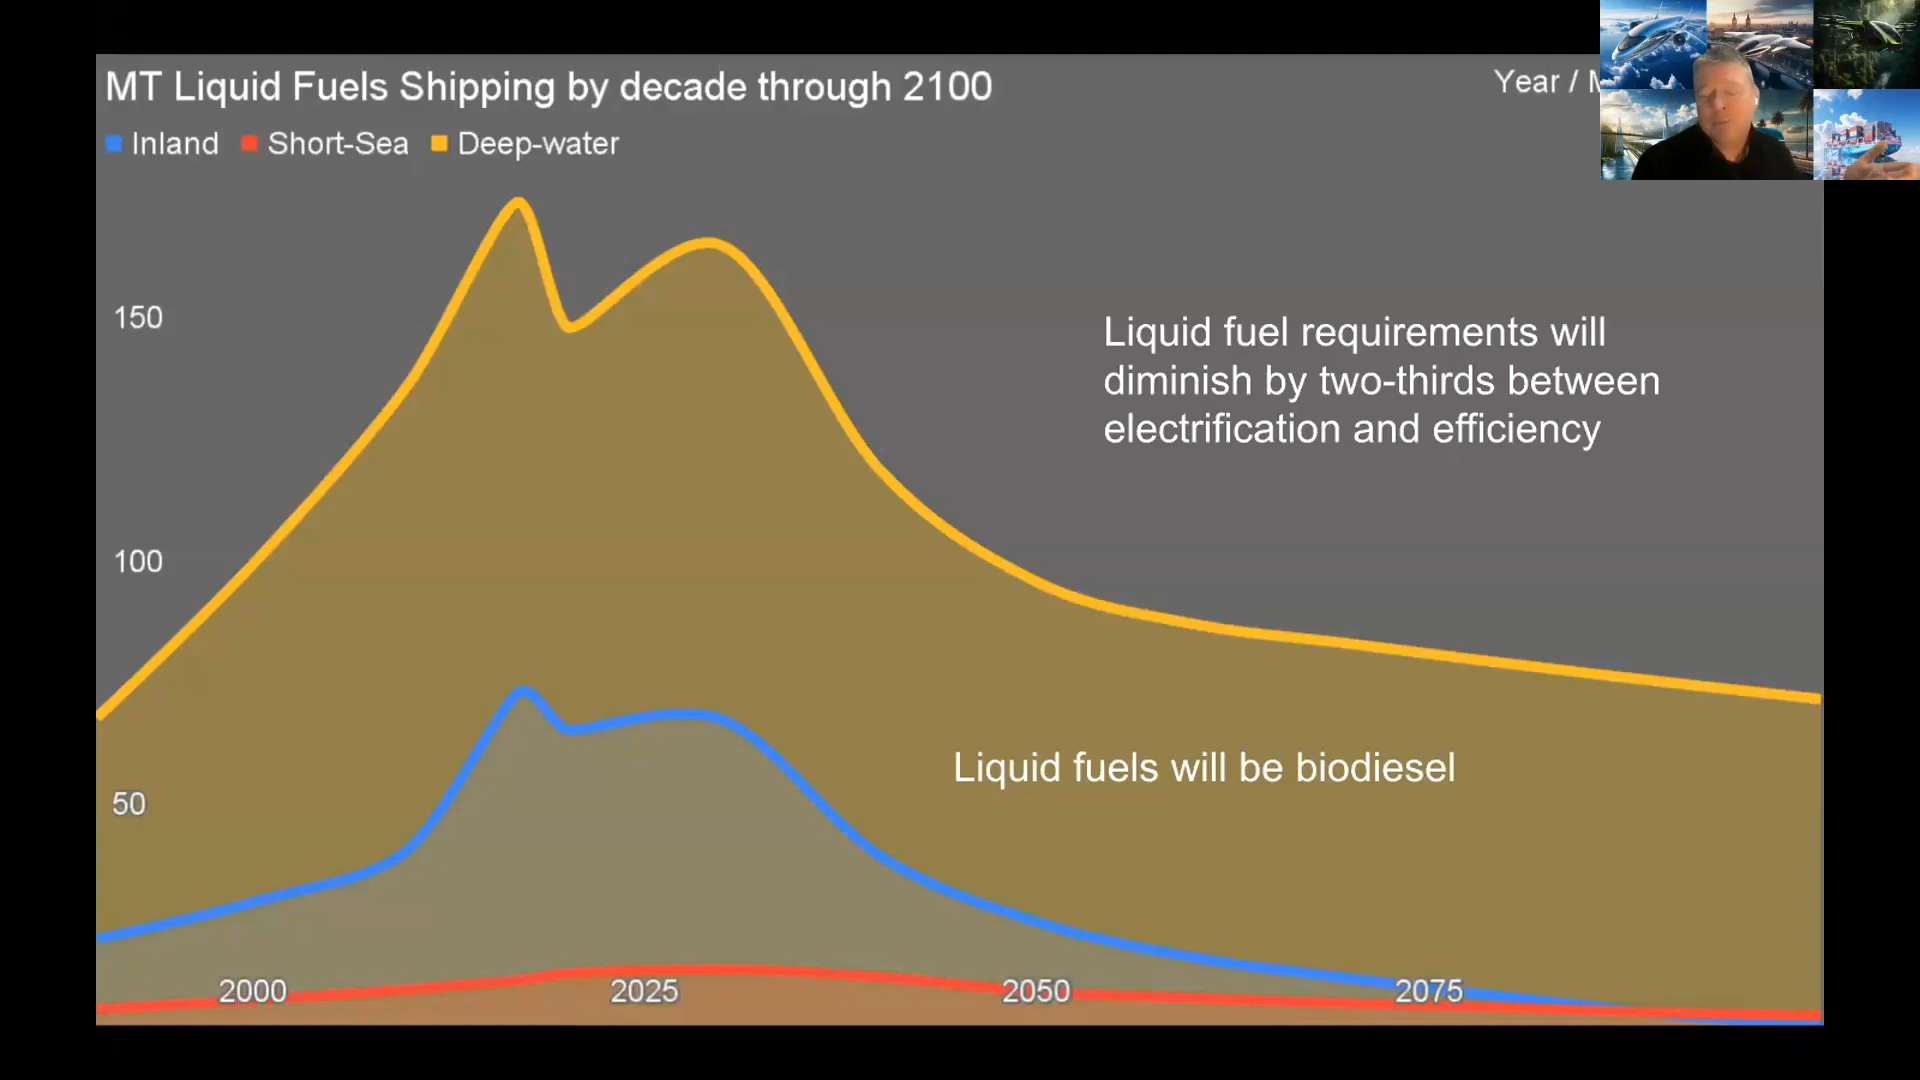 MT Liquid Fuels Shipping by decade through 2100
Year /
Inland Short-Sea Deep-water
150
100
50
Liquid fuel requirements will
diminish by two-thirds between
electrification and efficiency
Liquid fuels will be biodiesel
2000 2025 2050 2075